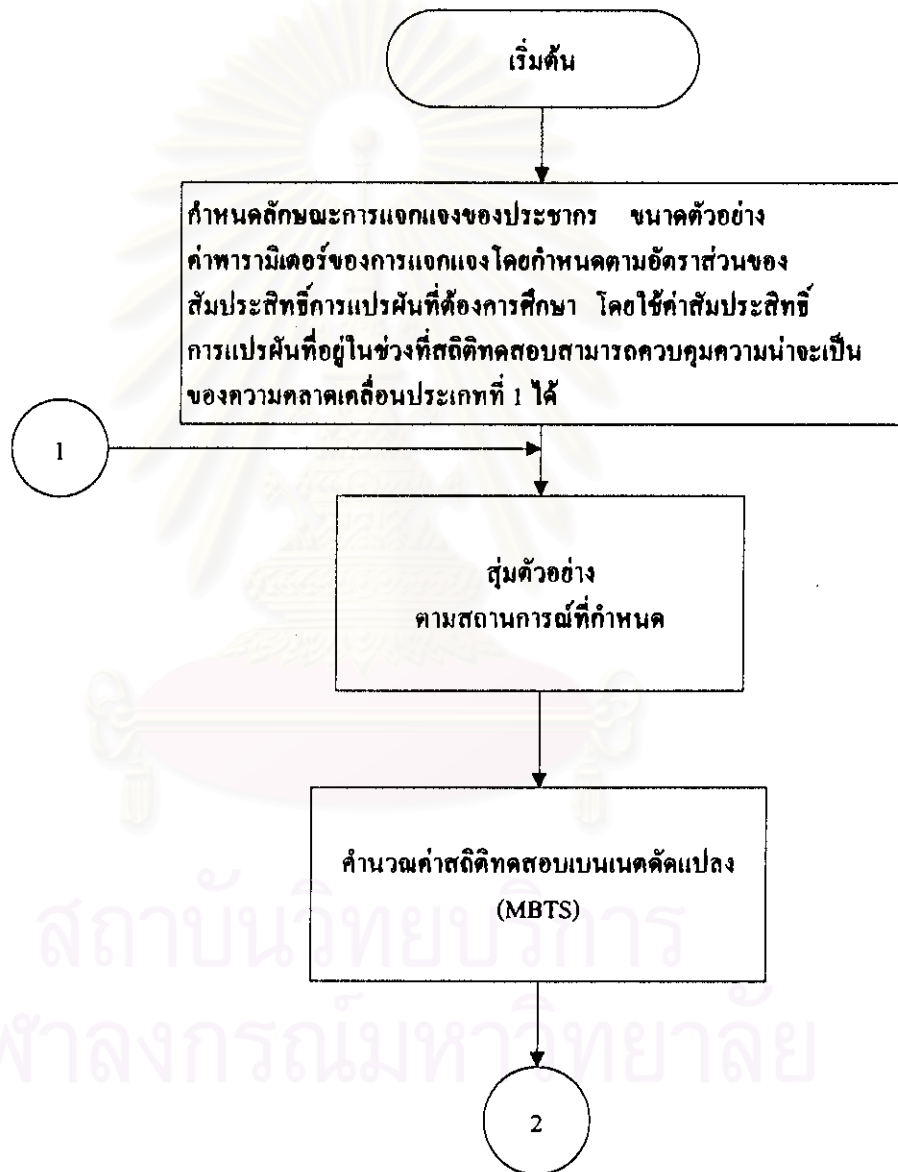 เริ่มต้น
กำหนดลักษณะการแจกแจงของประชากร ขนาดตัวอย่าง
ค่าพารามิเตอร์ของการแจกแจงโดยกำหนดตามอัตราส่วนของ
สัมประสิทธิ์การแปรผันที่ต้องการศึกษา โดยใช้ค่าสัมประสิทธิ์
การแปรผันที่อยู่ในช่วงที่สถิติทดสอบสามารถควบคุมความน่าจะเป็น
ของความคลาดเคลื่อนประเภทที่ 1 ได้
1
สุ่มตัวอย่าง
ตามสถานการณ์ที่กำหนด
คำนวณค่าสถิติทดสอบเบนเนตดัดแปลง
(MBTS)
สถาบันวิทยบริการ
จุฬาลงกรณ์มหาวิทยาลัย
2